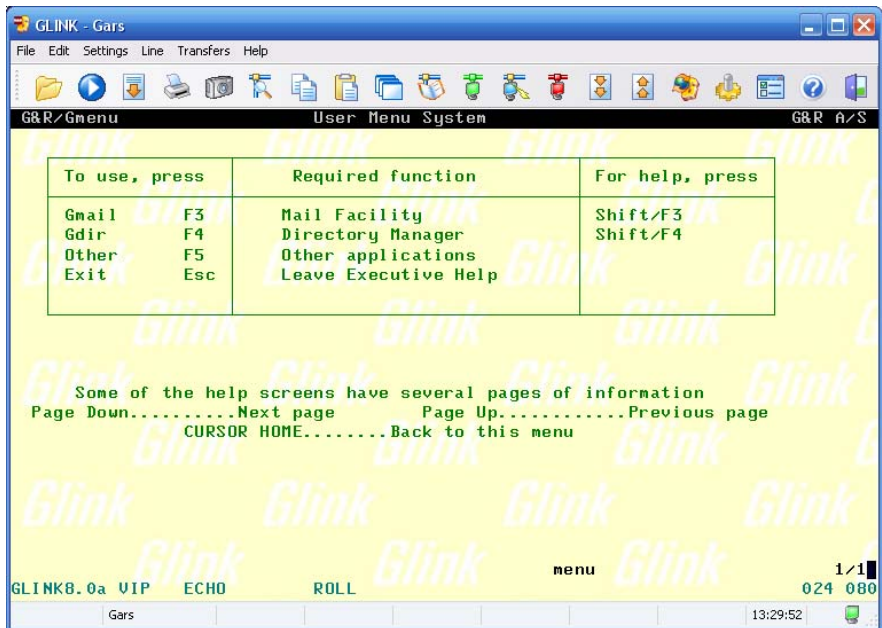 GLINK - Gars
File Edit Settings Line Transfers Help
G&R/Gmenu User Menu System G&R A/S
To use, press Required function For help, press
Gmail F3 Mail Facility Shift/F3
Gdir F4 Directory Manager Shift/F4
Other F5 Other applications
Exit Esc Leave Executive Help
Some of the help screens have several pages of information
Page Down..........Next page Page Up............Previous page
CURSOR HOME........Back to this menu
menu 1/1
GLINK8.0a VIP ECHO ROLL 024 080
Gars 13:29:52